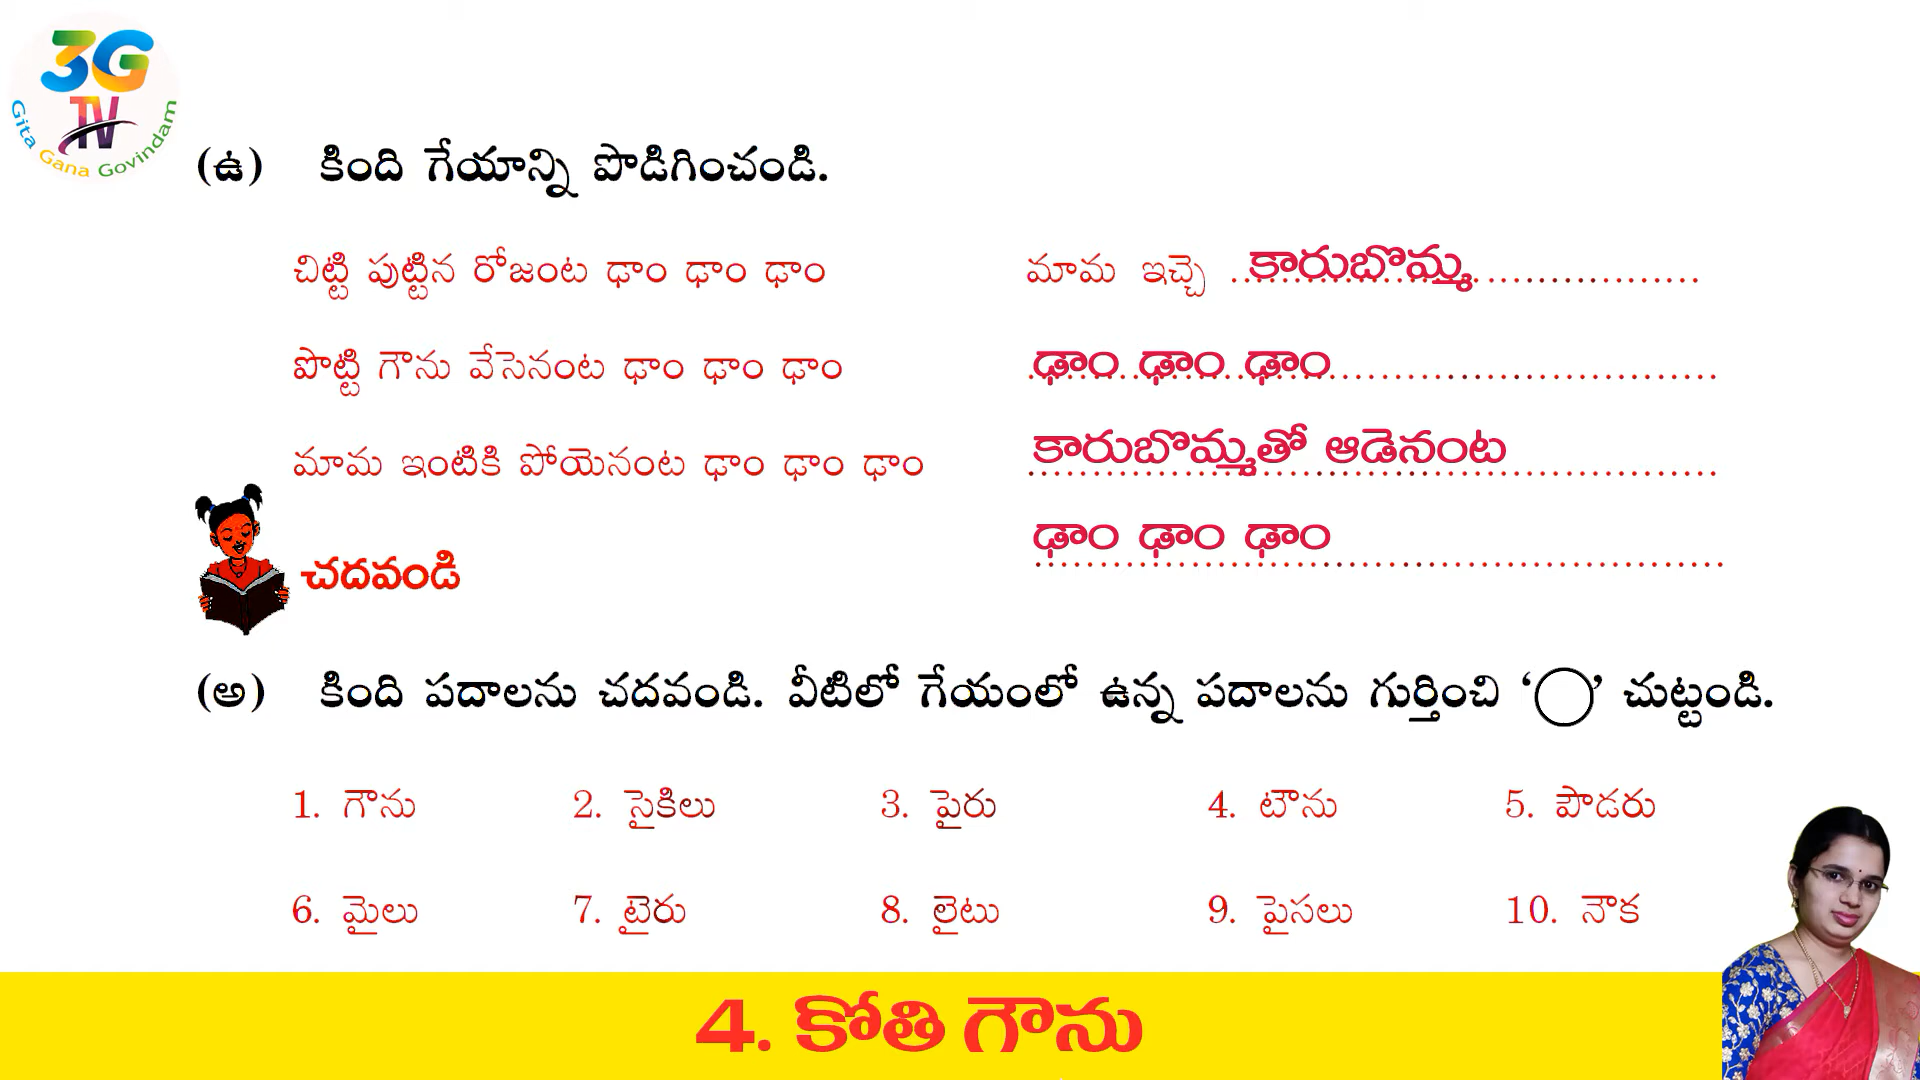 3G
TV
Gita Gana Govindam
(ఉ) కింది గేయాన్ని పొడిగించండి.
చిట్టి పుట్టిన రోజంట ఢాం ఢాం ఢాం
మామ ఇచ్చె కారుబొమ్మ
పొట్టి గౌను వేసెనంట ఢాం ఢాం ఢాం
ఢాం ఢాం ఢాం
మామ ఇంటికి పోయెనంట ఢాం ఢాం ఢాం
కారుబొమ్మతో ఆడెనంట
ఢాం ఢాం ఢాం
చదవండి
(అ) కింది పదాలను చదవండి. వీటిలో గేయంలో ఉన్న పదాలను గుర్తించి ‘◯’ చుట్టండి.
1. గౌను 2. సైకిలు 3. పైరు 4. టౌను 5. పౌడరు
6. మైలు 7. టైరు 8. లైటు 9. పైసలు 10. నౌక
4. కోతి గౌను